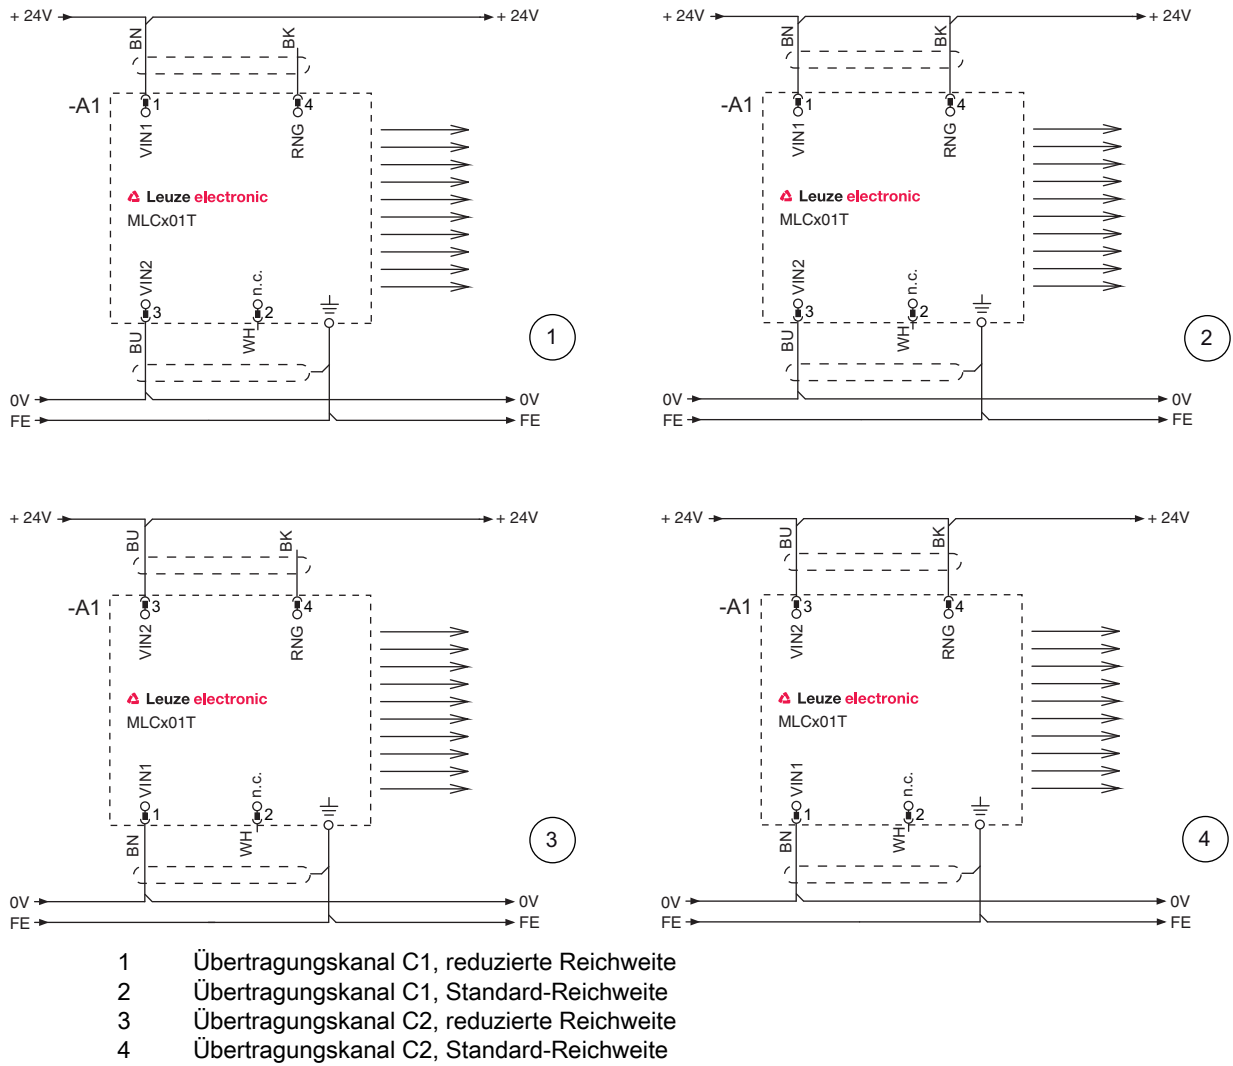 + 24V
+ 24V
BN
BK
-A1
1
4
VIN1
RNG
Leuze electronic
MLCx01T
VIN2
n.c.
3
2
BU
WH
1
0V
0V
FE
FE
+ 24V
+ 24V
BN
BK
-A1
1
4
VIN1
RNG
Leuze electronic
MLCx01T
VIN2
n.c.
3
2
BU
WH
2
0V
0V
FE
FE
+ 24V
+ 24V
BU
BK
-A1
3
4
VIN2
RNG
Leuze electronic
MLCx01T
VIN1
n.c.
1
2
BN
WH
3
0V
0V
FE
FE
+ 24V
+ 24V
BU
BK
-A1
3
4
VIN2
RNG
Leuze electronic
MLCx01T
VIN1
n.c.
1
2
BN
WH
4
0V
0V
FE
FE
1 Übertragungskanal C1, reduzierte Reichweite
2 Übertragungskanal C1, Standard-Reichweite
3 Übertragungskanal C2, reduzierte Reichweite
4 Übertragungskanal C2, Standard-Reichweite